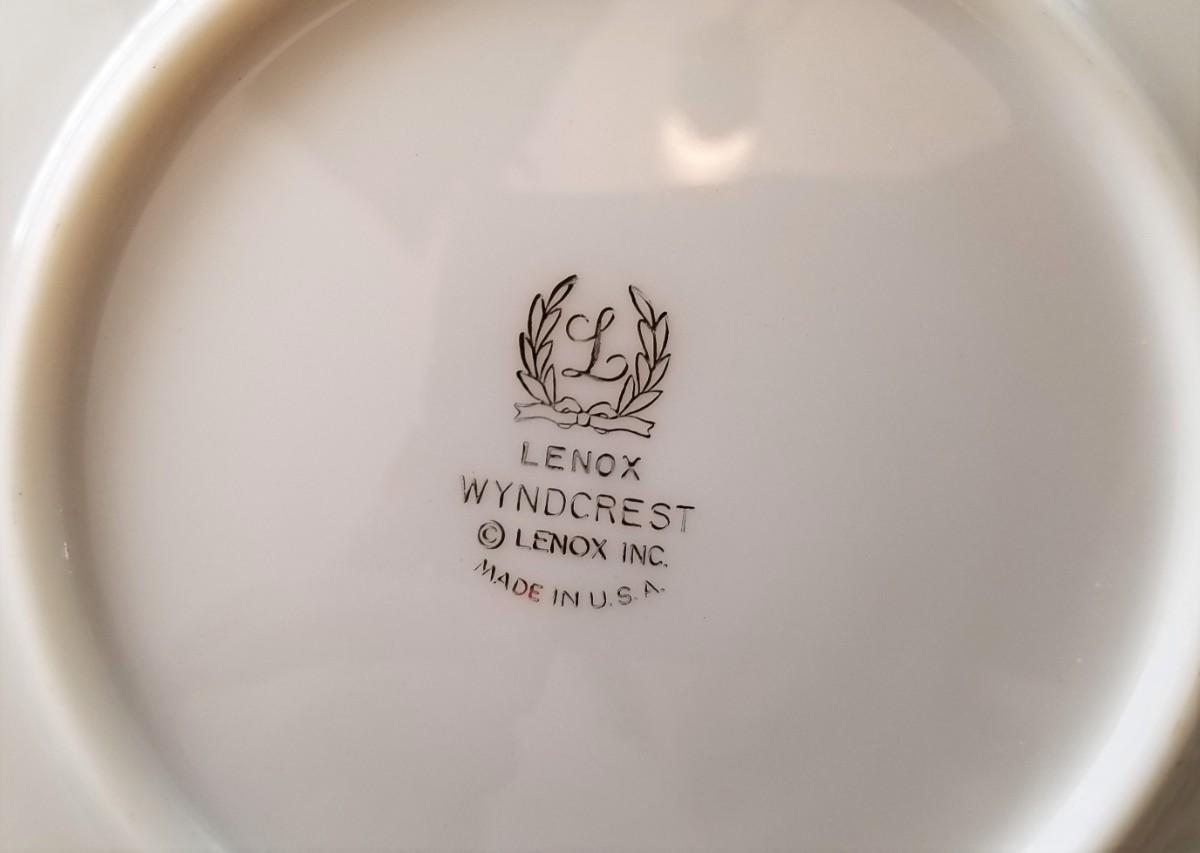 L
LENOX
WYNDCREST
© LENOX INC.
MADE IN U.S.A.